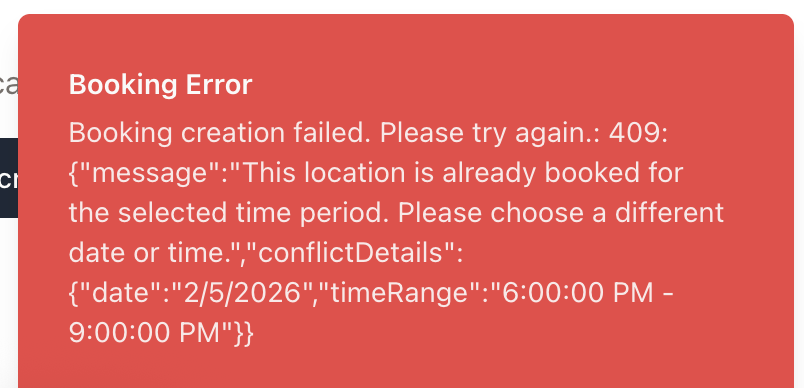 ca
Booking Error
Booking creation failed. Please try again.: 409:
{"message":"This location is already booked for
cr
the selected time period. Please choose a different
date or time.","conflictDetails":
{"date":"2/5/2026","timeRange":"6:00:00 PM -
9:00:00 PM"}}